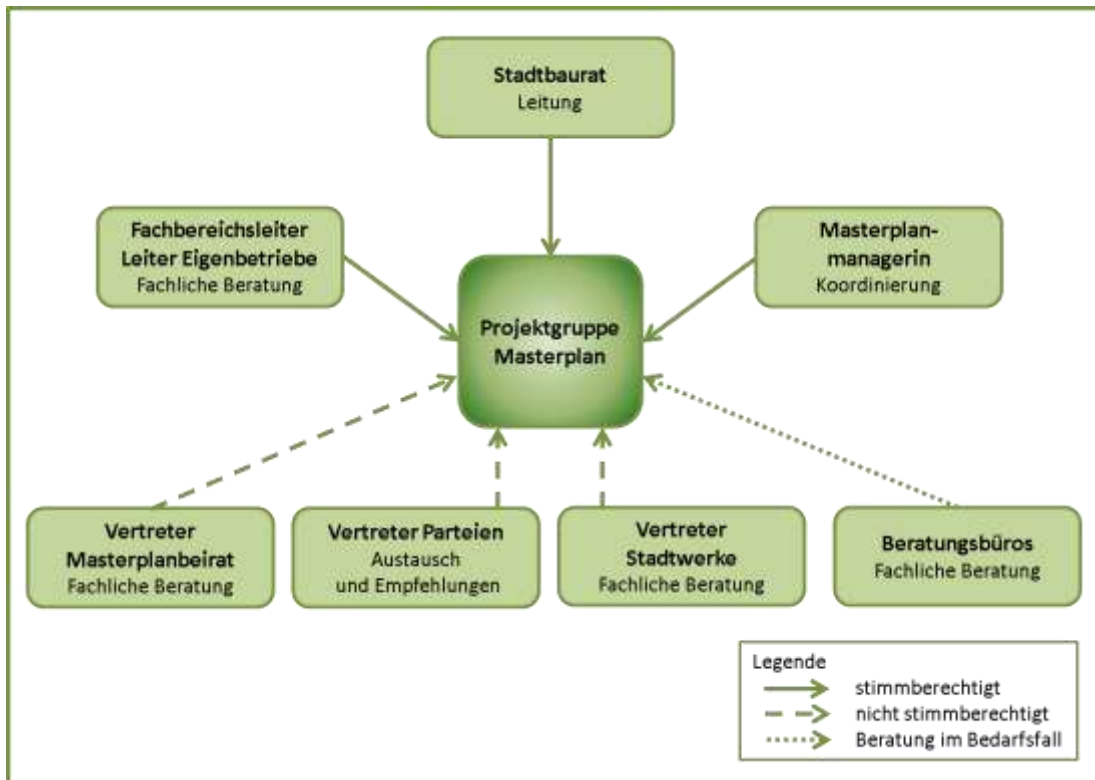 Stadtbaurat
Leitung
Fachbereichsleiter
Leiter Eigenbetriebe
Fachliche Beratung
Masterplan-
managerin
Koordinierung
Projektgruppe
Masterplan
Vertreter
Masterplanbeirat
Fachliche Beratung
Vertreter Parteien
Austausch
und Empfehlungen
Vertreter
Stadtwerke
Fachliche Beratung
Beratungsbüros
Fachliche Beratung
Legende
stimmberechtigt
nicht stimmberechtigt
Beratung im Bedarfsfall